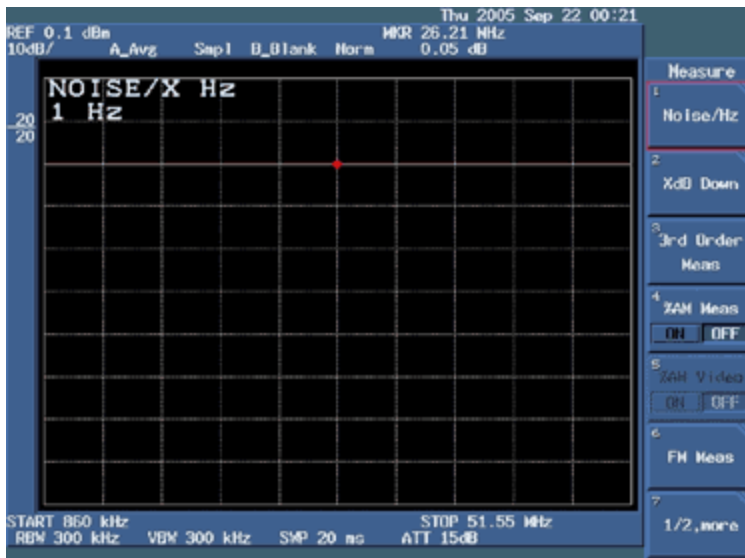 Thu 2005 Sep 22 00:21
REF 0.1 dBm MKR 26.21 MHz
10dB/ A_Avg Smpl B_Blank Norm 0.05 dB
NOISE/X Hz
1 Hz
20
20
Measure
1
Noise/Hz
2
XdB Down
3
3rd Order
Meas
4
%AM Meas
ON OFF
5
%AM Video
ON OFF
6
FM Meas
7
1/2,more
START 860 kHz STOP 51.55 MHz
RBW 300 kHz VBW 300 kHz SWP 20 ms ATT 15dB